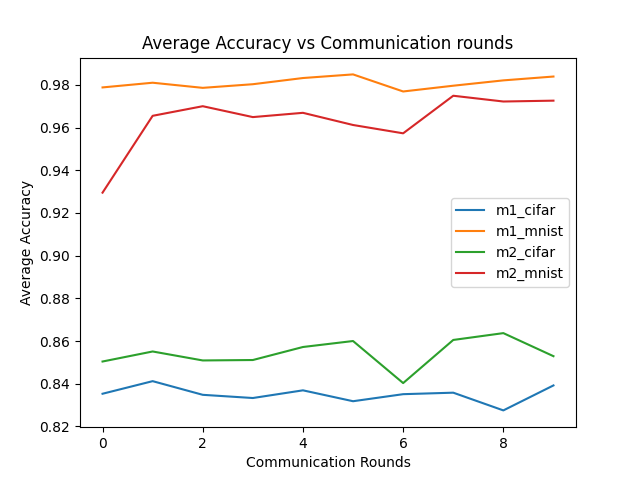 Average Accuracy vs Communication rounds
Average Accuracy
0.98
0.96
0.94
0.92
0.90
0.88
0.86
0.84
0.82
m1_cifar
m1_mnist
m2_cifar
m2_mnist
0 2 4 6 8
Communication Rounds